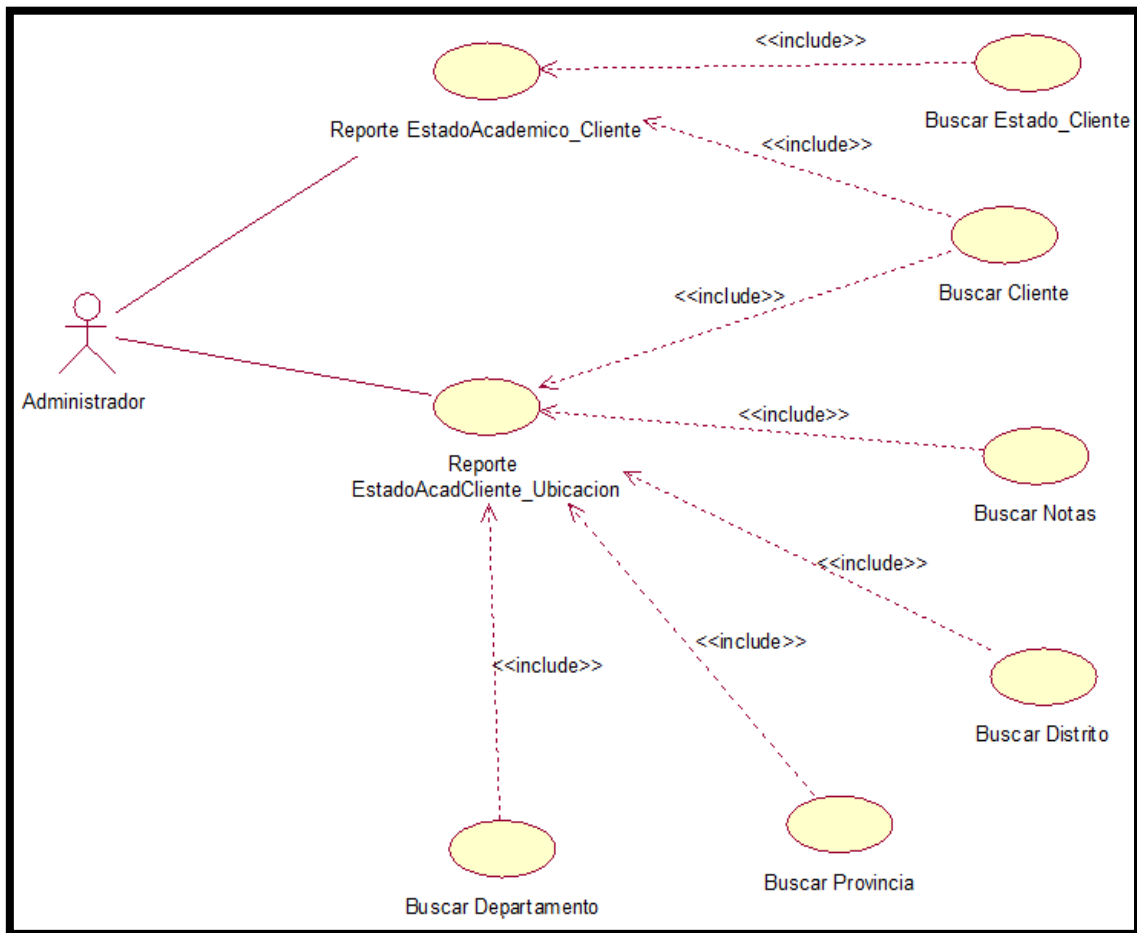 <<include>>
Buscar Estado_Cliente
Reporte EstadoAcademico_Cliente
<<include>>
Buscar Cliente
<<include>>
Administrador
<<include>>
Reporte
EstadoAcadCliente_Ubicacion
Buscar Notas
<<include>>
<<include>>
<<include>>
Buscar Distrito
Buscar Provincia
Buscar Departamento